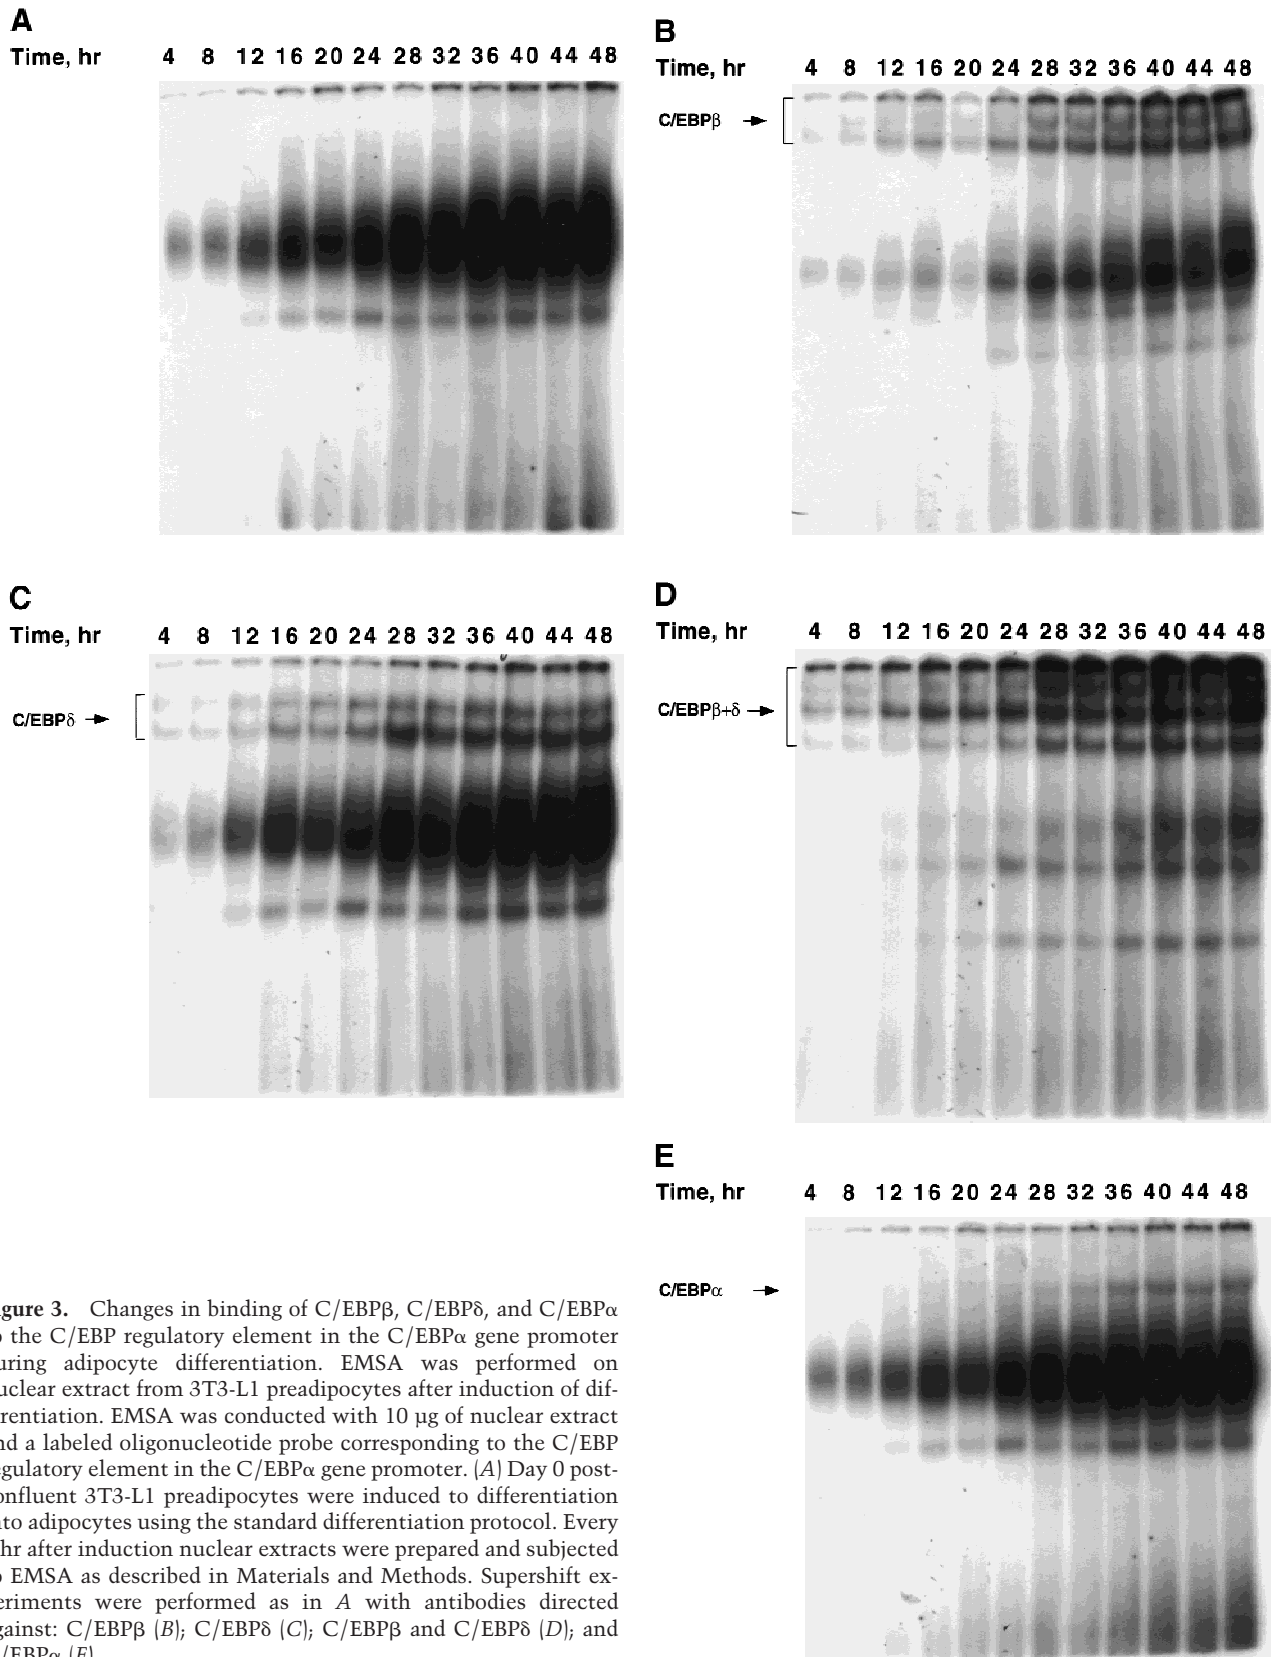 A
Time, hr 4 8 12 16 20 24 28 32 36 40 44 48
B
Time, hr 4 8 12 16 20 24 28 32 36 40 44 48
C/EBPβ
C
Time, hr 4 8 12 16 20 24 28 32 36 40 44 48
C/EBPδ
D
Time, hr 4 8 12 16 20 24 28 32 36 40 44 48
C/EBPβ+δ
E
Time, hr 4 8 12 16 20 24 28 32 36 40 44 48
C/EBPα
gure 3. Changes in binding of C/EBPβ, C/EBPδ, and C/EBPα
the C/EBP regulatory element in the C/EBPα gene promoter
uring adipocyte differentiation. EMSA was performed on
uclear extract from 3T3-L1 preadipocytes after induction of dif-
rentiation. EMSA was conducted with 10 µg of nuclear extract
nd a labeled oligonucleotide probe corresponding to the C/EBP
egulatory element in the C/EBPα gene promoter. (A) Day 0 post-
onfluent 3T3-L1 preadipocytes were induced to differentiation
nto adipocytes using the standard differentiation protocol. Every
hr after induction nuclear extracts were prepared and subjected
EMSA as described in Materials and Methods. Supershift ex-
eriments were performed as in A with antibodies directed
gainst: C/EBPβ (B); C/EBPδ (C); C/EBPβ and C/EBPδ (D); and
/EBPα (E)